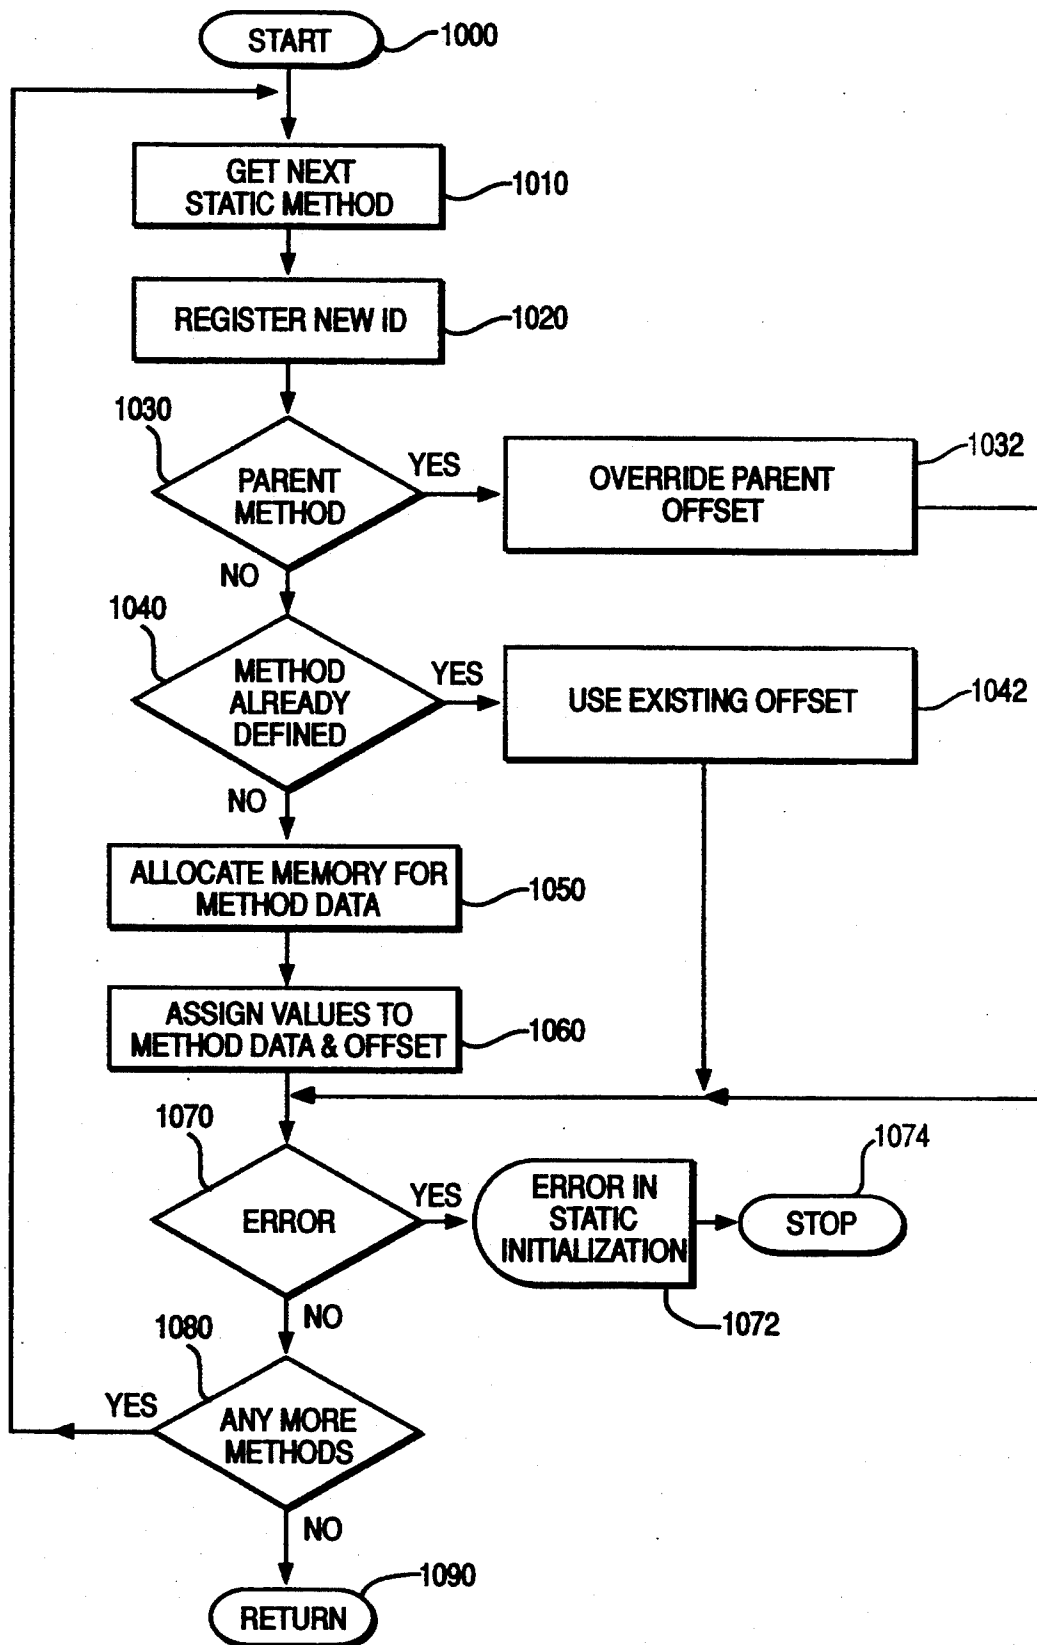 START
1000
GET NEXT
STATIC METHOD
1010
REGISTER NEW ID
1020
1030
PARENT
METHOD
YES
OVERRIDE PARENT
OFFSET
1032
NO
1040
METHOD
ALREADY
DEFINED
YES
USE EXISTING OFFSET
1042
NO
ALLOCATE MEMORY FOR
METHOD DATA
1050
ASSIGN VALUES TO
METHOD DATA & OFFSET
1060
1070
ERROR
YES
ERROR IN
STATIC
INITIALIZATION
1072
1074
STOP
NO
1080
YES
ANY MORE
METHODS
NO
1090
RETURN